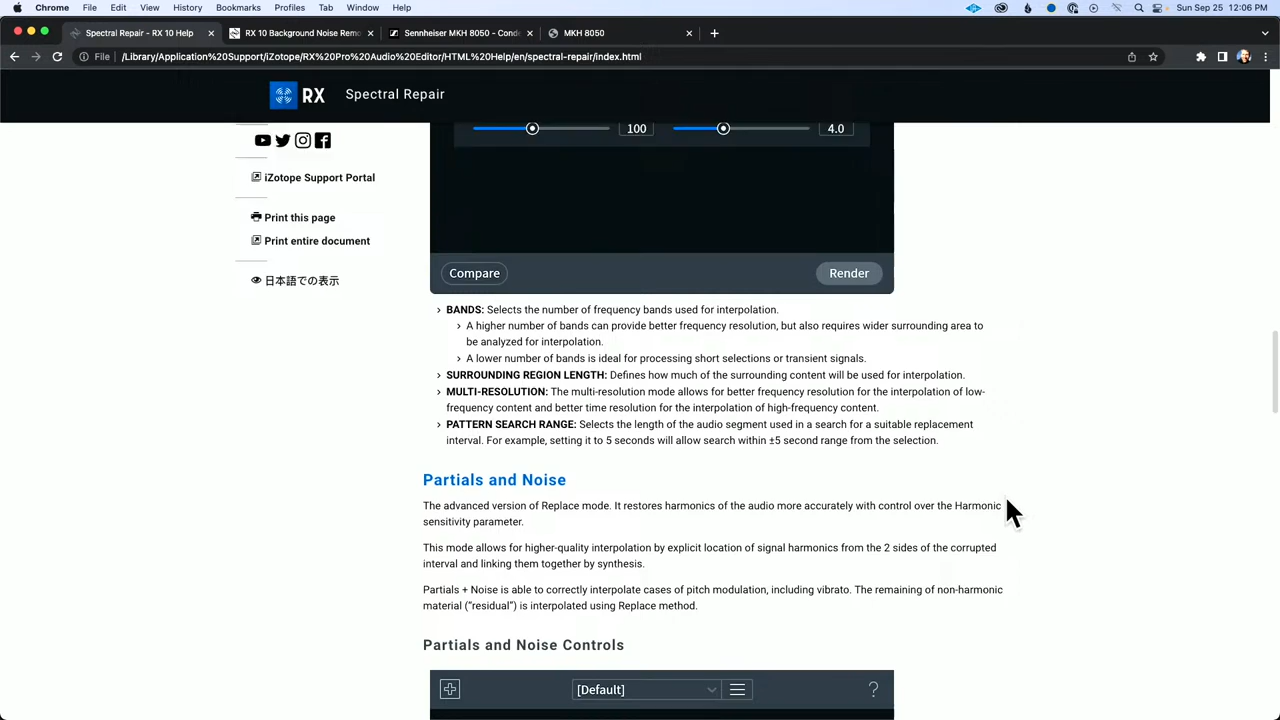 Chrome File Edit View History Bookmarks Profiles Tab Window Help Sun Sep 25 12:06 PM
Spectral Repair - RX 10 Help RX 10 Background Noise Remo Sennheiser MKH 8050 - Conde MKH 8050
File /Library/Application%20Support/iZotope/RX%20Pro%20Audio%20Editor/HTML%20Help/en/spectral-repair/index.html
RX Spectral Repair
100 4.0
iZotope Support Portal
Print this page
Print entire document
日本語での表示
Compare Render
BANDS: Selects the number of frequency bands used for interpolation.
A higher number of bands can provide better frequency resolution, but also requires wider surrounding area to
be analyzed for interpolation.
A lower number of bands is ideal for processing short selections or transient signals.
SURROUNDING REGION LENGTH: Defines how much of the surrounding content will be used for interpolation.
MULTI-RESOLUTION: The multi-resolution mode allows for better frequency resolution for the interpolation of low-
frequency content and better time resolution for the interpolation of high-frequency content.
PATTERN SEARCH RANGE: Selects the length of the audio segment used in a search for a suitable replacement
interval. For example, setting it to 5 seconds will allow search within ±5 second range from the selection.
Partials and Noise
The advanced version of Replace mode. It restores harmonics of the audio more accurately with control over the Harmonic
sensitivity parameter.
This mode allows for higher-quality interpolation by explicit location of signal harmonics from the 2 sides of the corrupted
interval and linking them together by synthesis.
Partials + Noise is able to correctly interpolate cases of pitch modulation, including vibrato. The remaining of non-harmonic
material (“residual”) is interpolated using Replace method.
Partials and Noise Controls
[Default] ?